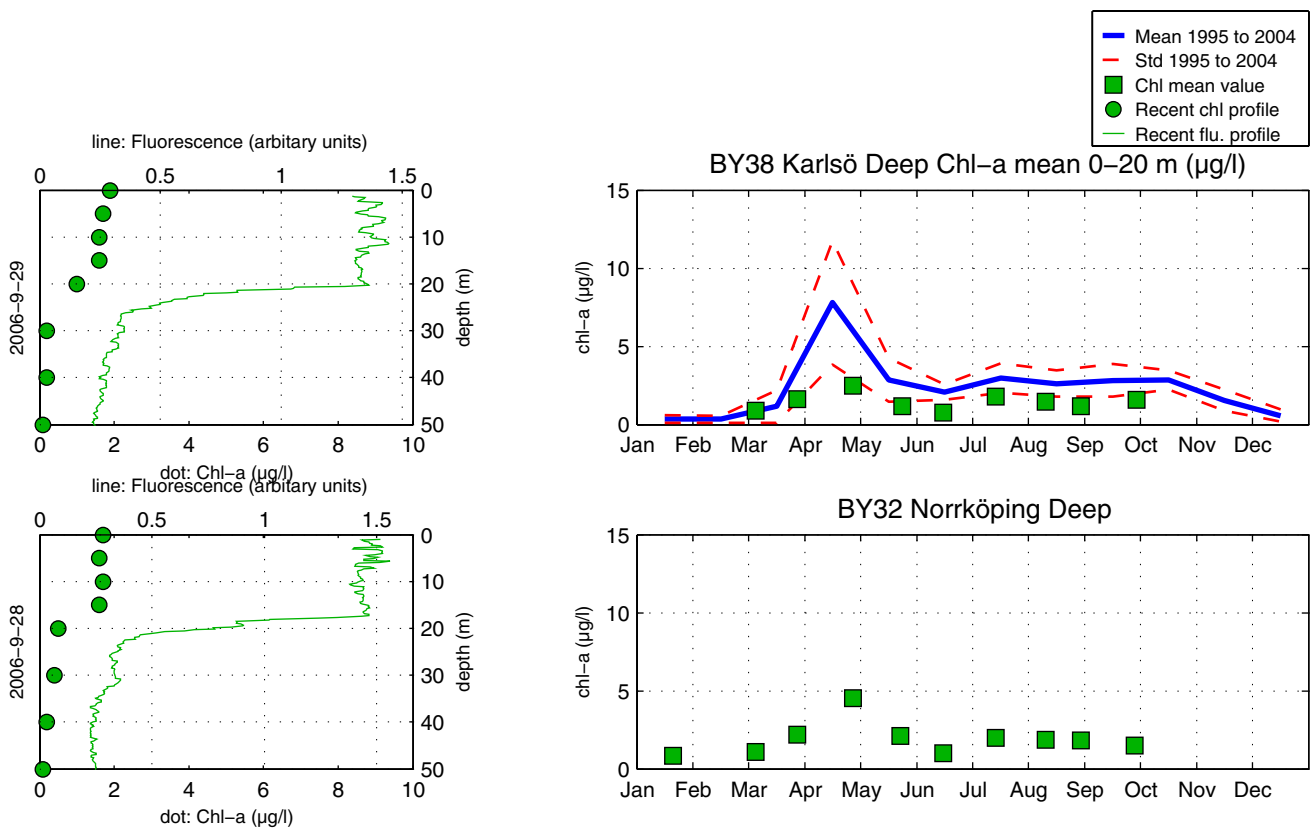 Mean 1995 to 2004
Std 1995 to 2004
Chl mean value
Recent chl profile
Recent flu. profile
line: Fluorescence (arbitary units)
0 0.5 1 1.5
0
10
20
30
40
50
depth (m)
2006−9−29
2 4 6 8 10
dot: Chl−a (µg/l)
BY38 Karlsö Deep Chl−a mean 0−20 m (µg/l)
15
10
5
0
chl−a (µg/l)
Jan Feb Mar Apr May Jun Jul Aug Sep Oct Nov Dec
line: Fluorescence (arbitary units)
0 0.5 1 1.5
0
10
20
30
40
50
depth (m)
2006−9−28
0 2 4 6 8 10
dot: Chl−a (µg/l)
BY32 Norrköping Deep
15
10
5
0
chl−a (µg/l)
Jan Feb Mar Apr May Jun Jul Aug Sep Oct Nov Dec